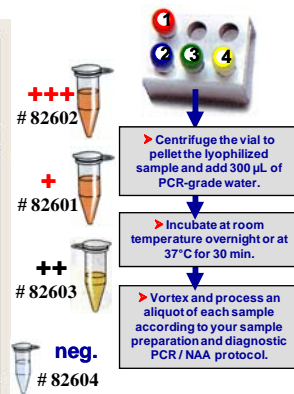 1
2
3
4
+++
# 82602
+
# 82601
++
# 82603
neg.
# 82604
➤ Centrifuge the vial to
pellet the lyophilized
sample and add 300 µL of
PCR-grade water.
➤ Incubate at room
temperature overnight or at
37°C for 30 min.
➤ Vortex and process an
aliquot of each sample
according to your sample
preparation and diagnostic
PCR / NAA protocol.